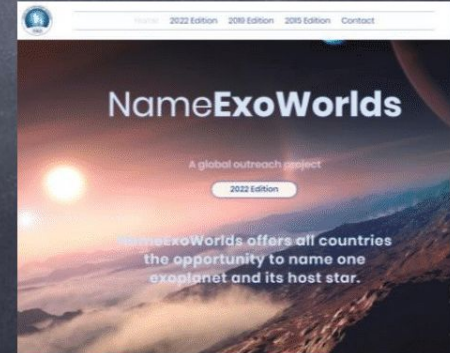 Home 2022 Edition 2019 Edition 2015 Edition Contact
NameExoWorlds
A global outreach project
2022 Edition
NameExoWorlds offers all countries
the opportunity to name one
exoplanet and its host star.